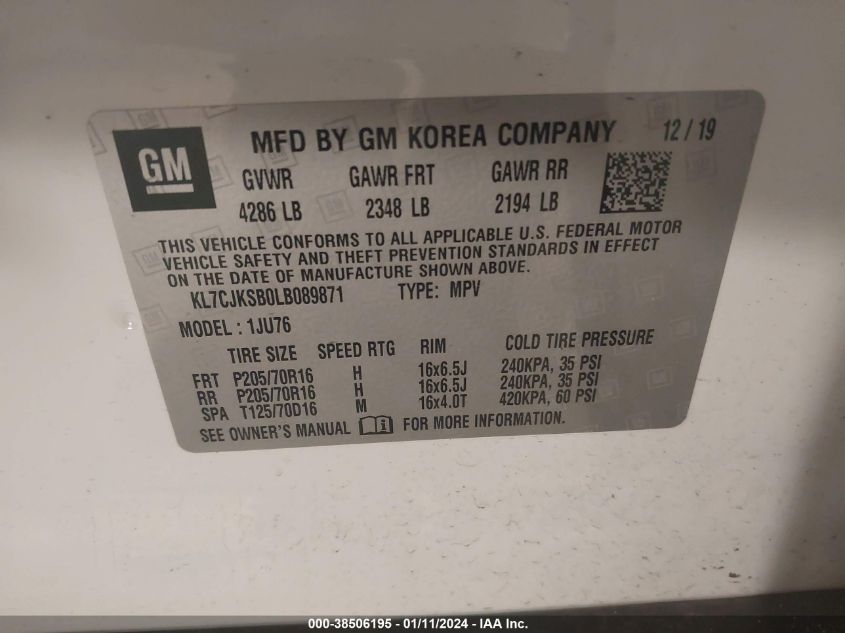 GM MFD BY GM KOREA COMPANY 12/19
GVWR GAWR FRT GAWR RR
4286 LB 2348 LB 2194 LB
THIS VEHICLE CONFORMS TO ALL APPLICABLE U.S. FEDERAL MOTOR
VEHICLE SAFETY AND THEFT PREVENTION STANDARDS IN EFFECT
ON THE DATE OF MANUFACTURE SHOWN ABOVE.
KL7CJKSB0LB089871 TYPE: MPV
MODEL : 1JU76
TIRE SIZE SPEED RTG RIM COLD TIRE PRESSURE
FRT P205/70R16 H 16x6.5J 240KPA, 35 PSI
RR P205/70R16 H 16x6.5J 240KPA, 35 PSI
SPA T125/70D16 M 16x4.0T 420KPA, 60 PSI
SEE OWNER'S MANUAL i FOR MORE INFORMATION.
000-38506195 - 01/11/2024 - IAA Inc.